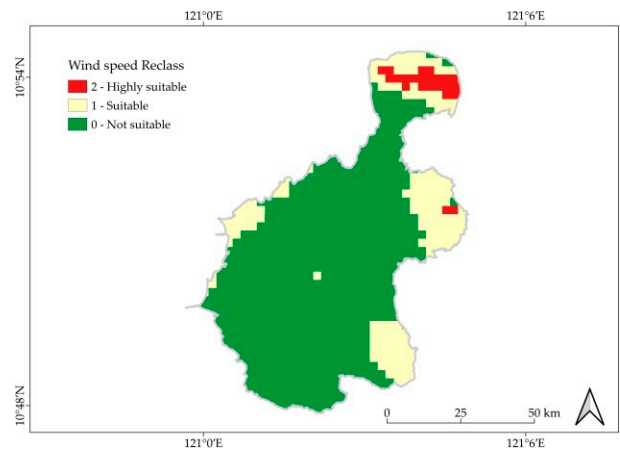 121°0'E 121°6'E
10°54'N
Wind speed Reclass
2 - Highly suitable
1 - Suitable
0 - Not suitable
10°48'N
0 25 50 km
121°0'E 121°6'E